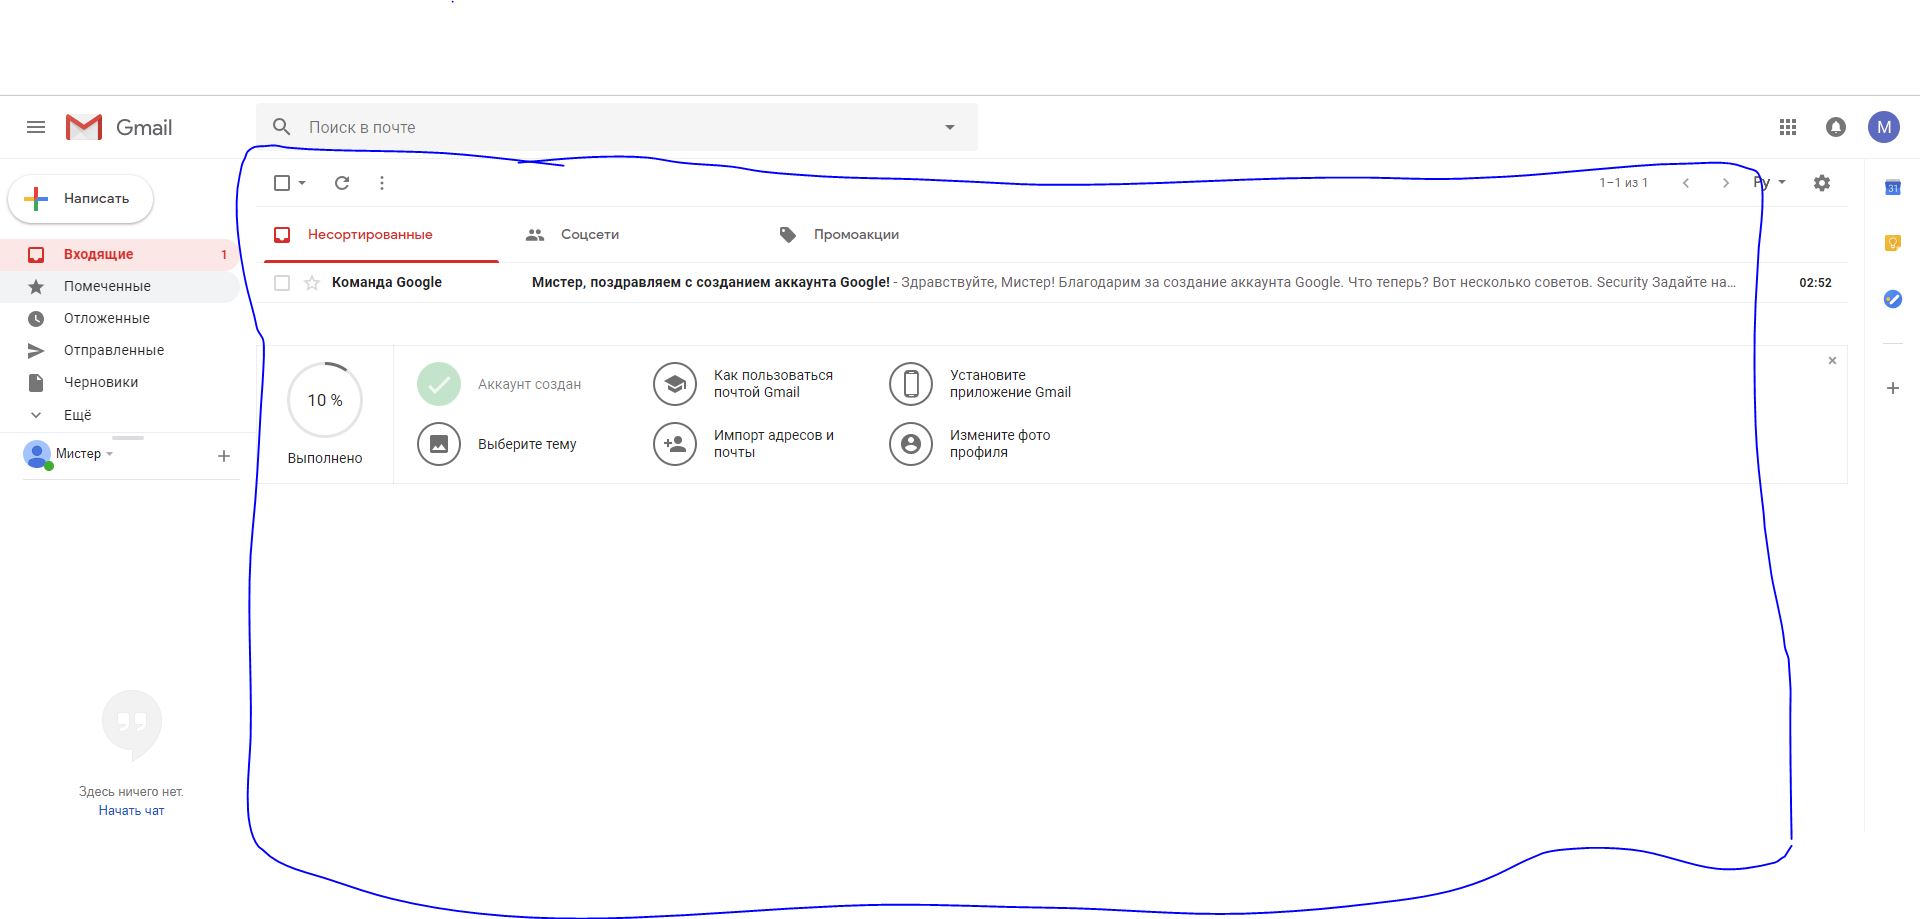 Gmail
Поиск в почте
M
Написать
1–1 из 1
Ру
31
Несортированные
Соцсети
Промоакции
Входящие 1
Команда Google Мистер, поздравляем с созданием аккаунта Google! - Здравствуйте, Мистер! Благодарим за создание аккаунта Google. Что теперь? Вот несколько советов. Security Задайте на… 02:52
Помеченные
Отложенные
Отправленные
Черновики
Ещё
Мистер
10 %
Выполнено
Аккаунт создан
Как пользоваться
почтой Gmail
Установите
приложение Gmail
Выберите тему
Импорт адресов и
почты
Измените фото
профиля
Здесь ничего нет.
Начать чат